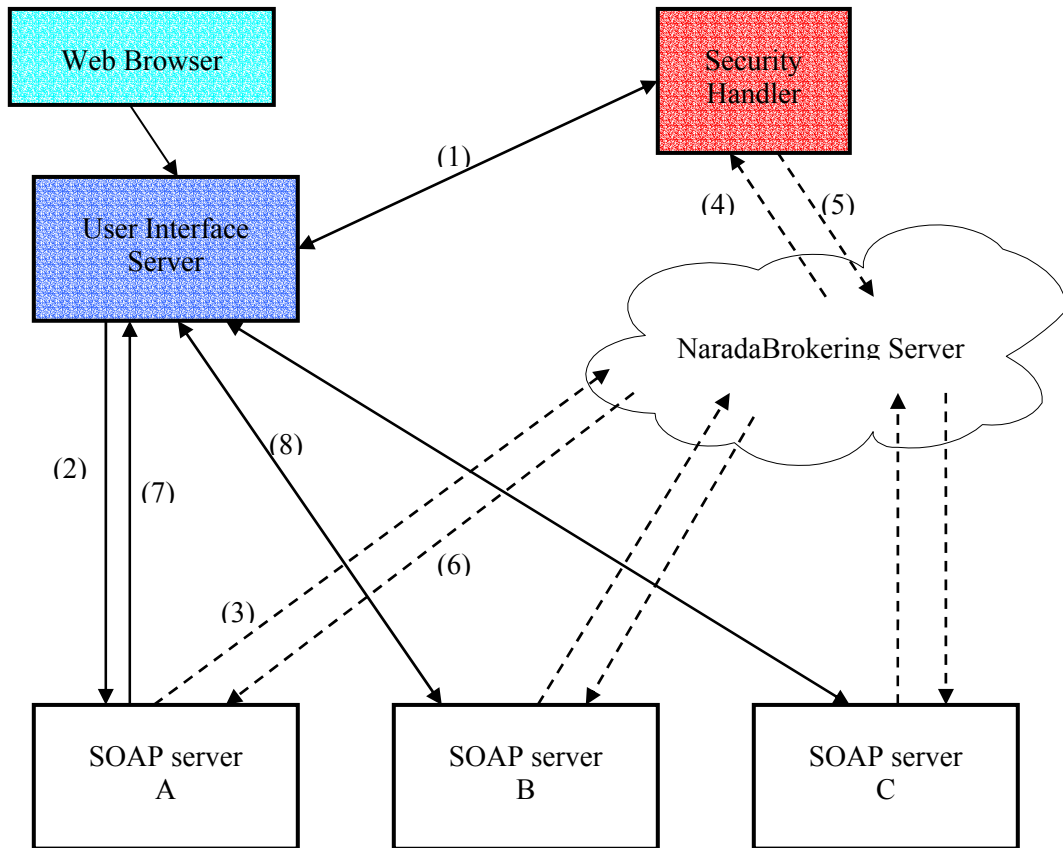 Web Browser
Security
Handler
(1)
(4)
(5)
User Interface
Server
NaradaBrokering Server
(2)
(7)
(8)
(3)
(6)
SOAP server
A
SOAP server
B
SOAP server
C